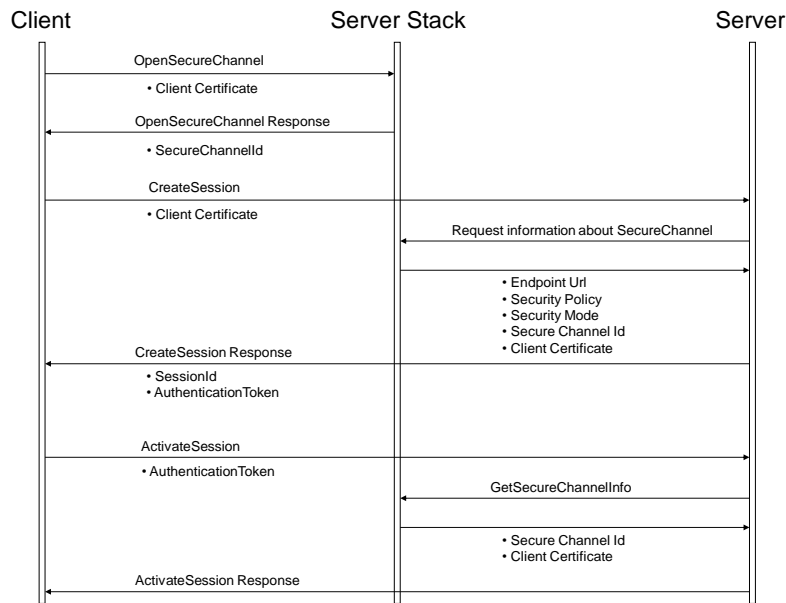 Client Server Stack Server
OpenSecureChannel
• Client Certificate
OpenSecureChannel Response
• SecureChannelId
CreateSession
• Client Certificate
Request information about SecureChannel
• Endpoint Url
• Security Policy
• Security Mode
• Secure Channel Id
• Client Certificate
CreateSession Response
• SessionId
• AuthenticationToken
ActivateSession
• AuthenticationToken
GetSecureChannelInfo
• Secure Channel Id
• Client Certificate
ActivateSession Response